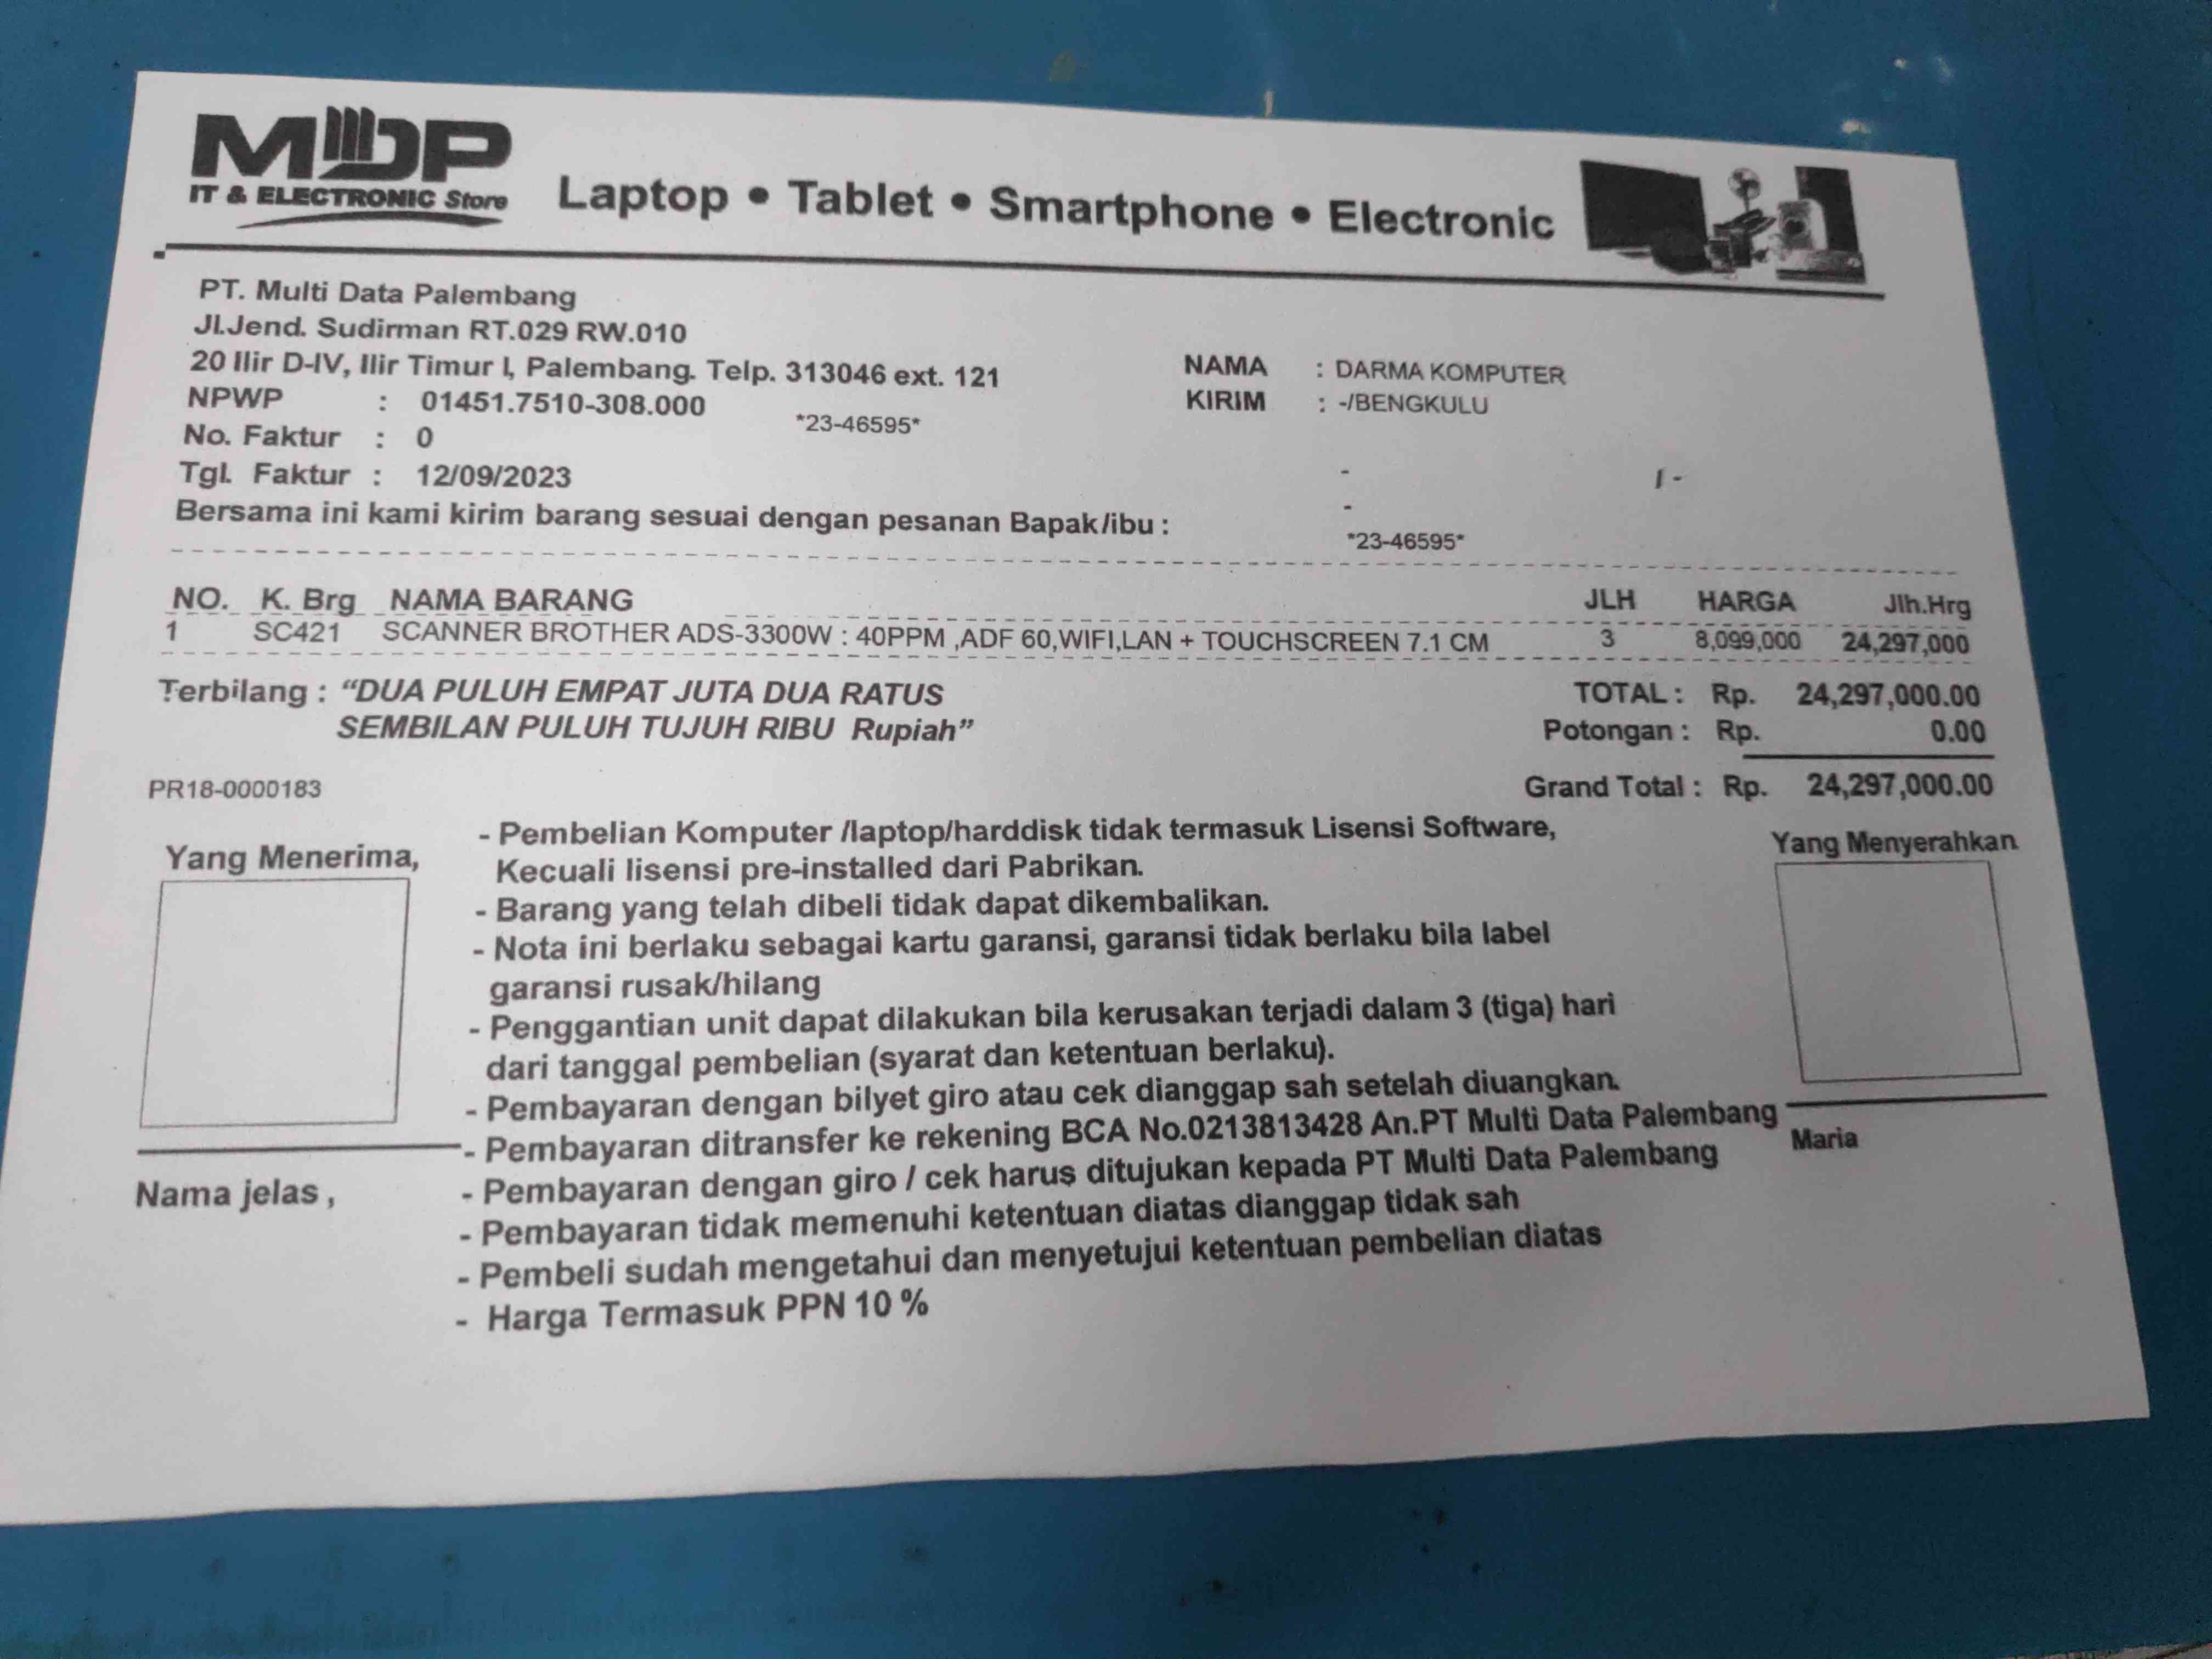 MDP
IT & ELECTRONIC Store
Laptop • Tablet • Smartphone • Electronic
PT. Multi Data Palembang
Jl.Jend. Sudirman RT.029 RW.010
20 Ilir D-IV, Ilir Timur I, Palembang. Telp. 313046 ext. 121
NAMA : DARMA KOMPUTER
NPWP : 01451.7510-308.000
KIRIM : -/BENGKULU
*23-46595*
No. Faktur : 0
Tgl. Faktur : 12/09/2023
- / -
Bersama ini kami kirim barang sesuai dengan pesanan Bapak/ibu :
-
*23-46595*
NO. K. Brg NAMA BARANG JLH HARGA Jlh.Hrg
1 SC421 SCANNER BROTHER ADS-3300W : 40PPM ,ADF 60,WIFI,LAN + TOUCHSCREEN 7.1 CM 3 8,099,000 24,297,000
Terbilang : “DUA PULUH EMPAT JUTA DUA RATUS
SEMBILAN PULUH TUJUH RIBU Rupiah”
TOTAL : Rp. 24,297,000.00
Potongan : Rp. 0.00
PR18-0000183
Grand Total : Rp. 24,297,000.00
Yang Menerima,
- Pembelian Komputer /laptop/harddisk tidak termasuk Lisensi Software,
Kecuali lisensi pre-installed dari Pabrikan.
- Barang yang telah dibeli tidak dapat dikembalikan.
- Nota ini berlaku sebagai kartu garansi, garansi tidak berlaku bila label
garansi rusak/hilang
- Penggantian unit dapat dilakukan bila kerusakan terjadi dalam 3 (tiga) hari
dari tanggal pembelian (syarat dan ketentuan berlaku).
- Pembayaran dengan bilyet giro atau cek dianggap sah setelah diuangkan.
- Pembayaran ditransfer ke rekening BCA No.0213813428 An.PT Multi Data Palembang
- Pembayaran dengan giro / cek harus ditujukan kepada PT Multi Data Palembang
- Pembayaran tidak memenuhi ketentuan diatas dianggap tidak sah
- Pembeli sudah mengetahui dan menyetujui ketentuan pembelian diatas
- Harga Termasuk PPN 10 %
Yang Menyerahkan
Maria
Nama jelas ,